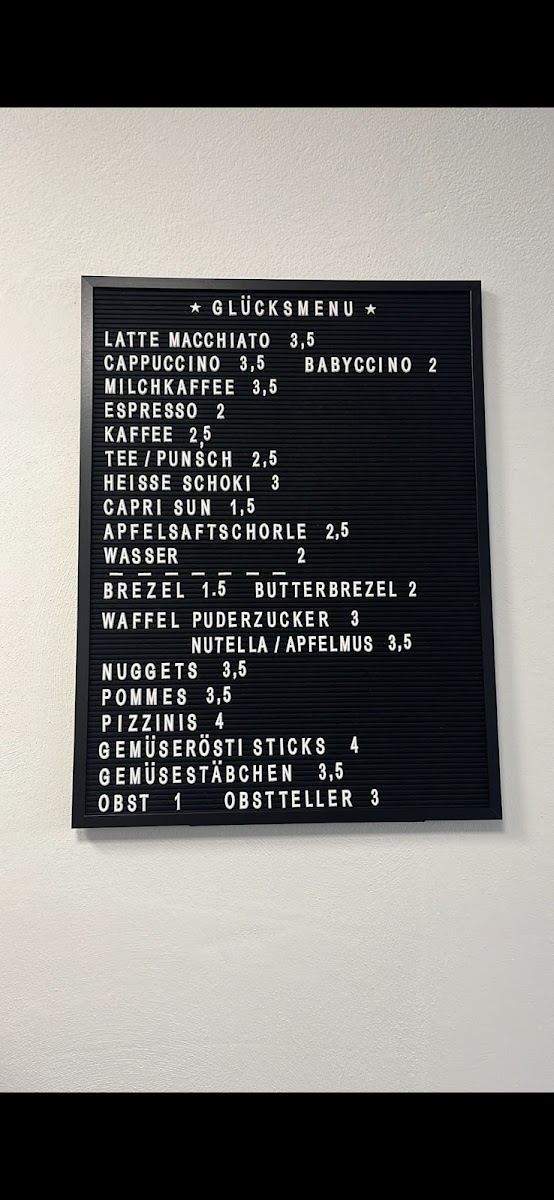 ★ GLÜCKSMENU ★
LATTE MACCHIATO 3,5
CAPPUCCINO 3,5 BABYCCINO 2
MILCHKAFFEE 3,5
ESPRESSO 2
KAFFEE 2,5
TEE / PUNSCH 2,5
HEISSE SCHOKI 3
CAPRI SUN 1,5
APFELSAFTSCHORLE 2,5
WASSER 2
_ _ _ _ _ _ _
BREZEL 1.5 BUTTERBREZEL 2
WAFFEL PUDERZUCKER 3
NUTELLA / APFELMUS 3,5
NUGGETS 3,5
POMMES 3,5
PIZZINIS 4
GEMÜSERÖSTI STICKS 4
GEMÜSESTÄBCHEN 3,5
OBST 1 OBSTTELLER 3